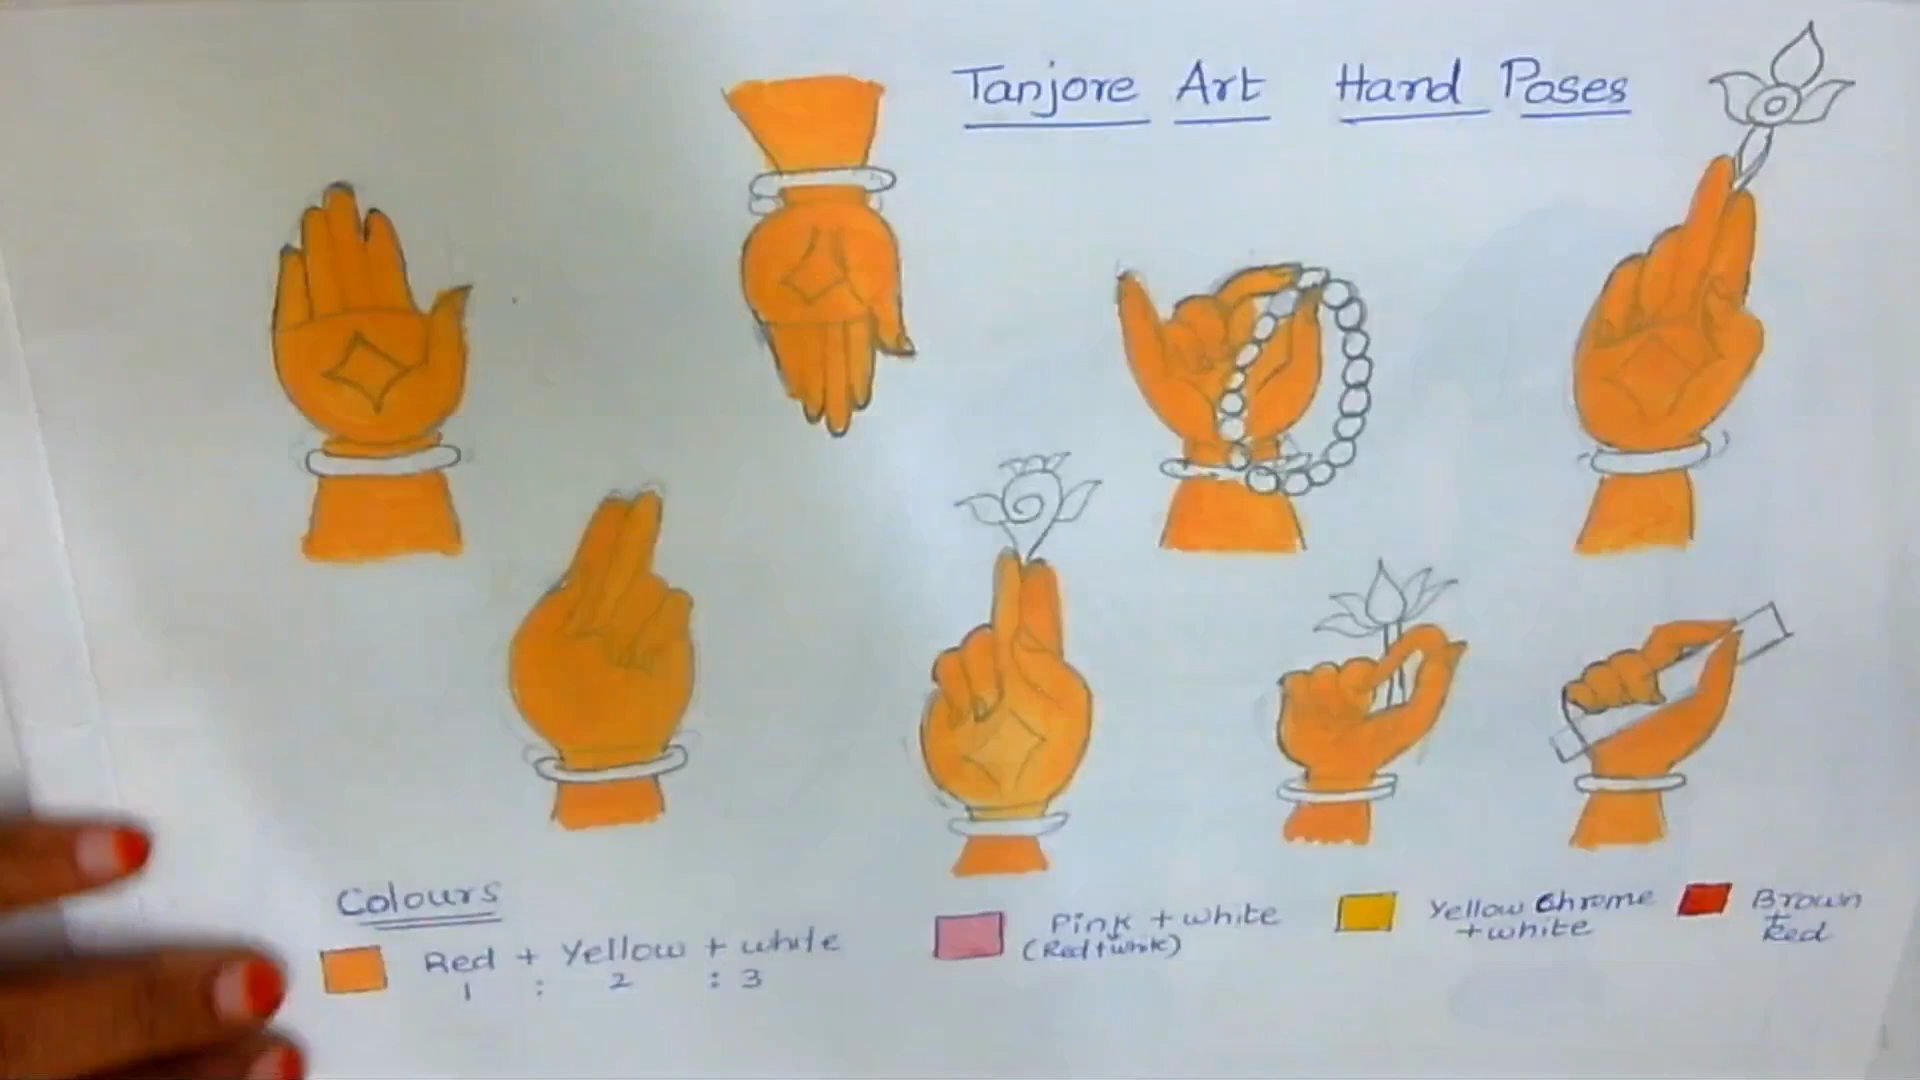 Tanjore Art Hand Poses
Colours
Red + Yellow + white
1 : 2 : 3
Pink + white
(Red + white)
Yellow Chrome
+ white
Brown
+
Red